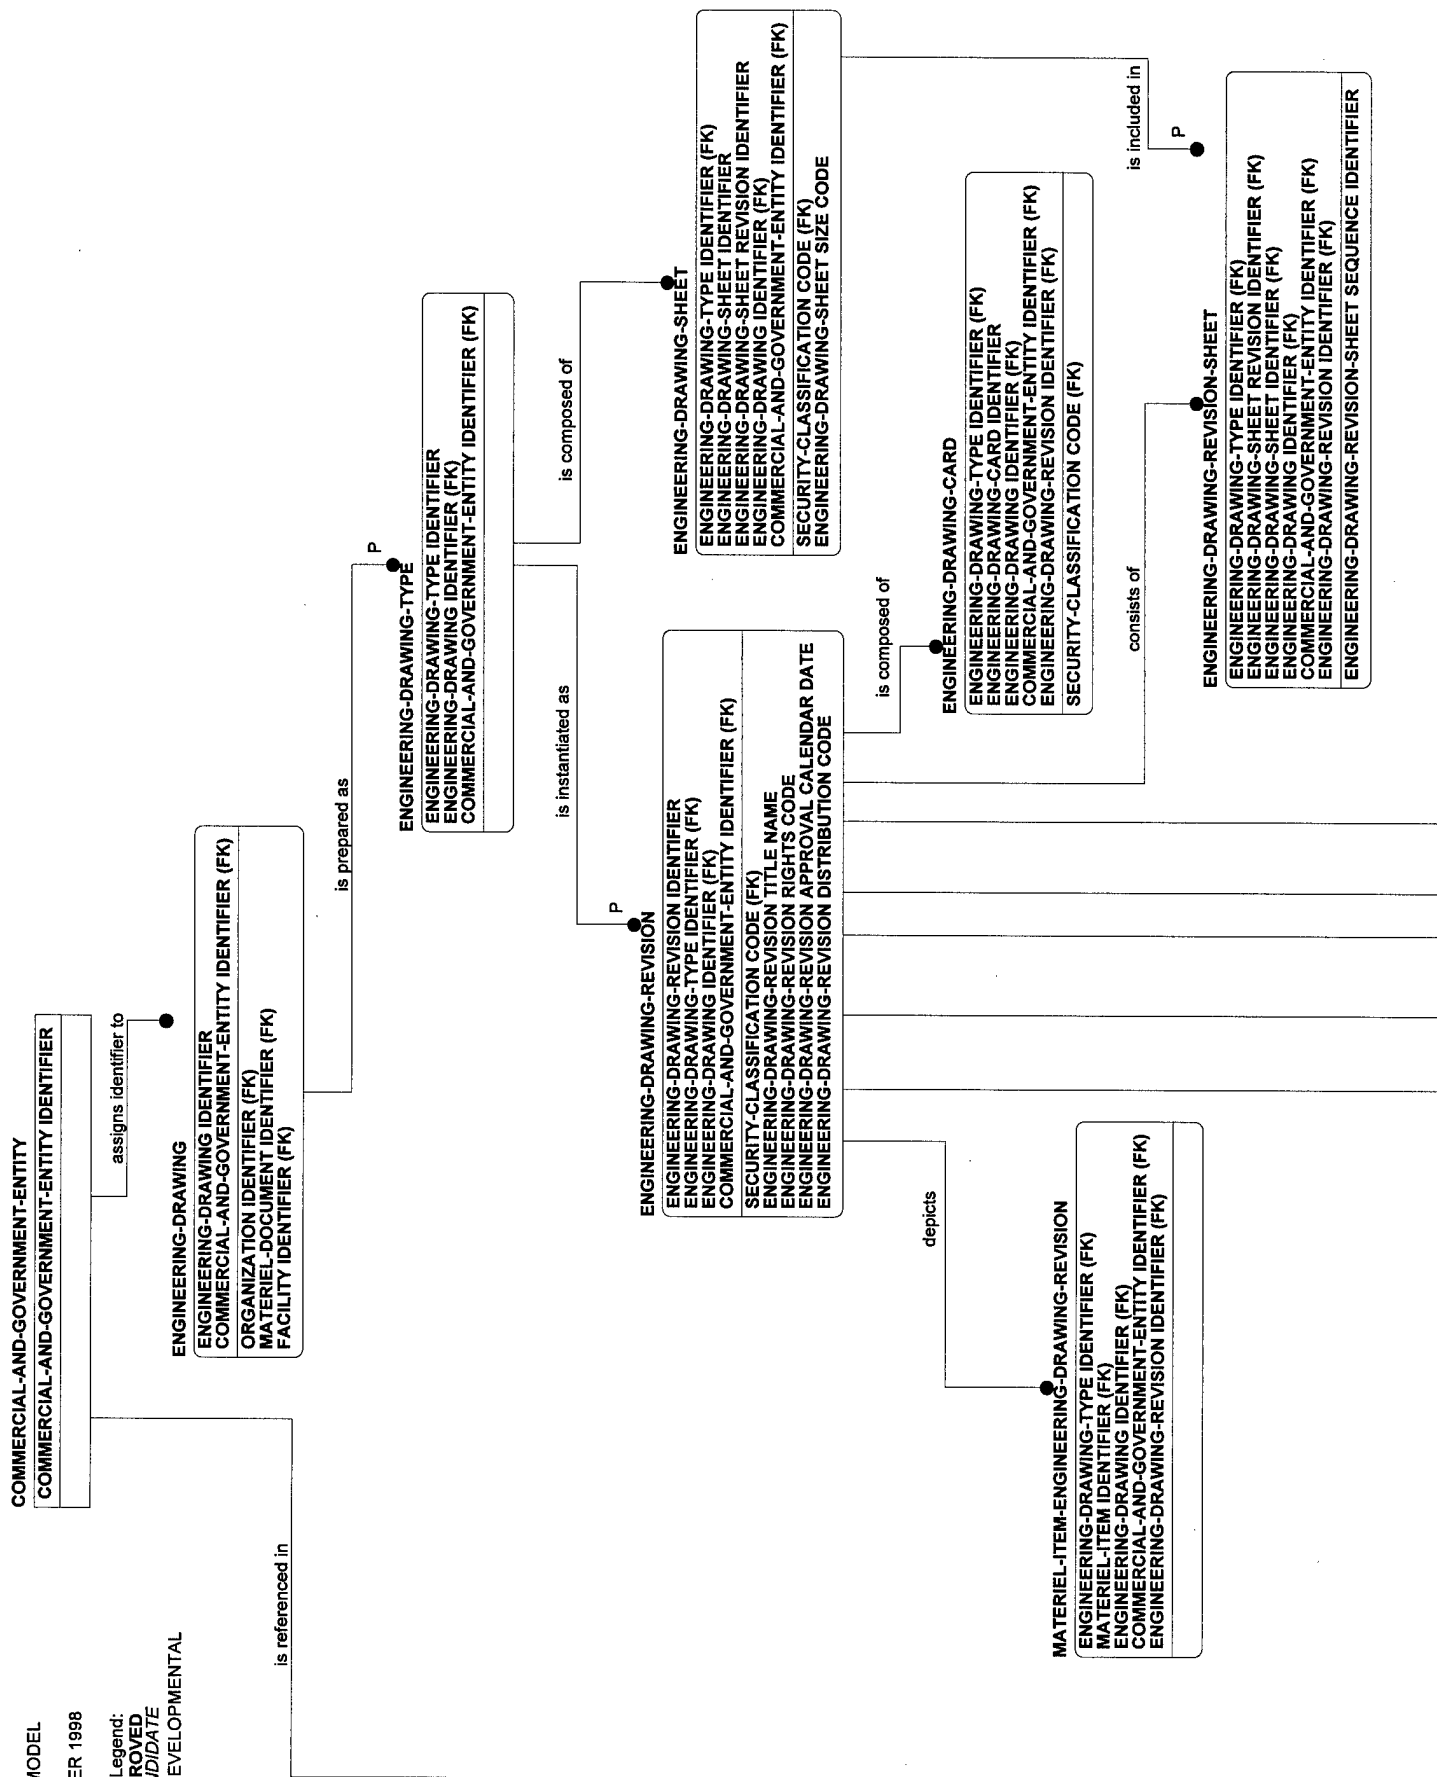 MODEL
ER 1998
Legend:
ROVED
NDIDATE
EVELOPMENTAL
COMMERCIAL-AND-GOVERNMENT-ENTITY
COMMERCIAL-AND-GOVERNMENT-ENTITY IDENTIFIER
is referenced in
assigns identifier to
ENGINEERING-DRAWING
ENGINEERING-DRAWING IDENTIFIER
COMMERCIAL-AND-GOVERNMENT-ENTITY IDENTIFIER (FK)
ORGANIZATION IDENTIFIER (FK)
MATERIEL-DOCUMENT IDENTIFIER (FK)
FACILITY IDENTIFIER (FK)
is prepared as
P
ENGINEERING-DRAWING-TYPE
ENGINEERING-DRAWING-TYPE IDENTIFIER
ENGINEERING-DRAWING IDENTIFIER (FK)
COMMERCIAL-AND-GOVERNMENT-ENTITY IDENTIFIER (FK)
is instantiated as
P
is composed of
ENGINEERING-DRAWING-SHEET
ENGINEERING-DRAWING-TYPE IDENTIFIER (FK)
ENGINEERING-DRAWING-SHEET IDENTIFIER
ENGINEERING-DRAWING-SHEET REVISION IDENTIFIER
ENGINEERING-DRAWING IDENTIFIER (FK)
COMMERCIAL-AND-GOVERNMENT-ENTITY IDENTIFIER (FK)
SECURITY-CLASSIFICATION CODE (FK)
ENGINEERING-DRAWING-SHEET SIZE CODE
ENGINEERING-DRAWING-REVISION
ENGINEERING-DRAWING-REVISION IDENTIFIER
ENGINEERING-DRAWING-TYPE IDENTIFIER (FK)
ENGINEERING-DRAWING IDENTIFIER (FK)
COMMERCIAL-AND-GOVERNMENT-ENTITY IDENTIFIER (FK)
SECURITY-CLASSIFICATION CODE (FK)
ENGINEERING-DRAWING-REVISION TITLE NAME
ENGINEERING-DRAWING-REVISION RIGHTS CODE
ENGINEERING-DRAWING-REVISION APPROVAL CALENDAR DATE
ENGINEERING-DRAWING-REVISION DISTRIBUTION CODE
depicts
is composed of
MATERIEL-ITEM-ENGINEERING-DRAWING-REVISION
ENGINEERING-DRAWING-TYPE IDENTIFIER (FK)
MATERIEL-ITEM IDENTIFIER (FK)
ENGINEERING-DRAWING IDENTIFIER (FK)
COMMERCIAL-AND-GOVERNMENT-ENTITY IDENTIFIER (FK)
ENGINEERING-DRAWING-REVISION IDENTIFIER (FK)
ENGINEERING-DRAWING-CARD
ENGINEERING-DRAWING-TYPE IDENTIFIER (FK)
ENGINEERING-DRAWING-CARD IDENTIFIER
ENGINEERING-DRAWING IDENTIFIER (FK)
COMMERCIAL-AND-GOVERNMENT-ENTITY IDENTIFIER (FK)
ENGINEERING-DRAWING-REVISION IDENTIFIER (FK)
SECURITY-CLASSIFICATION CODE (FK)
consists of
is included in
P
ENGINEERING-DRAWING-REVISION-SHEET
ENGINEERING-DRAWING-TYPE IDENTIFIER (FK)
ENGINEERING-DRAWING-SHEET REVISION IDENTIFIER (FK)
ENGINEERING-DRAWING-SHEET IDENTIFIER (FK)
ENGINEERING-DRAWING IDENTIFIER (FK)
COMMERCIAL-AND-GOVERNMENT-ENTITY IDENTIFIER (FK)
ENGINEERING-DRAWING-REVISION IDENTIFIER (FK)
ENGINEERING-DRAWING-REVISION-SHEET SEQUENCE IDENTIFIER